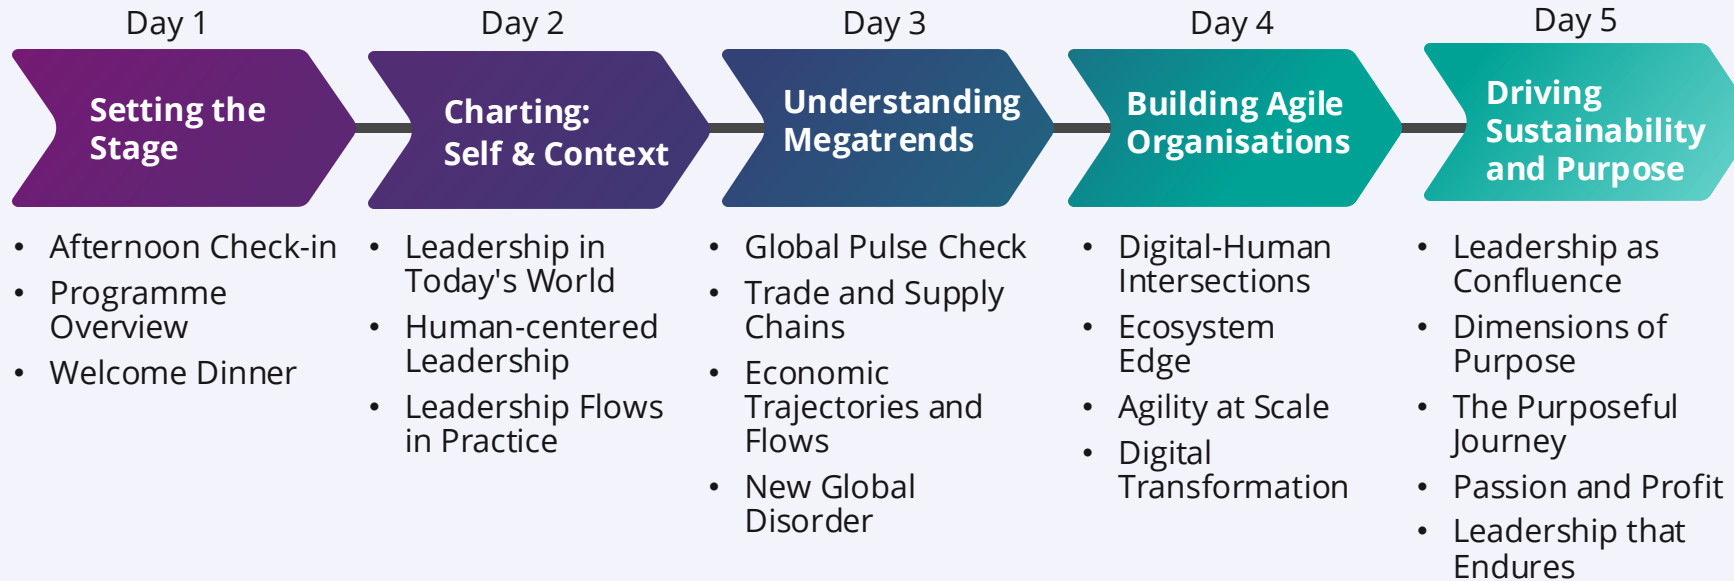 Day 1
Setting the
Stage
• Afternoon Check-in
• Programme
Overview
• Welcome Dinner
Day 2
Charting:
Self & Context
• Leadership in
Today's World
• Human-centered
Leadership
• Leadership Flows
in Practice
Day 3
Understanding
Megatrends
• Global Pulse Check
• Trade and Supply
Chains
• Economic
Trajectories and
Flows
• New Global
Disorder
Day 4
Building Agile
Organisations
• Digital-Human
Intersections
• Ecosystem
Edge
• Agility at Scale
• Digital
Transformation
Day 5
Driving
Sustainability
and Purpose
• Leadership as
Confluence
• Dimensions of
Purpose
• The Purposeful
Journey
• Passion and Profit
• Leadership that
Endures